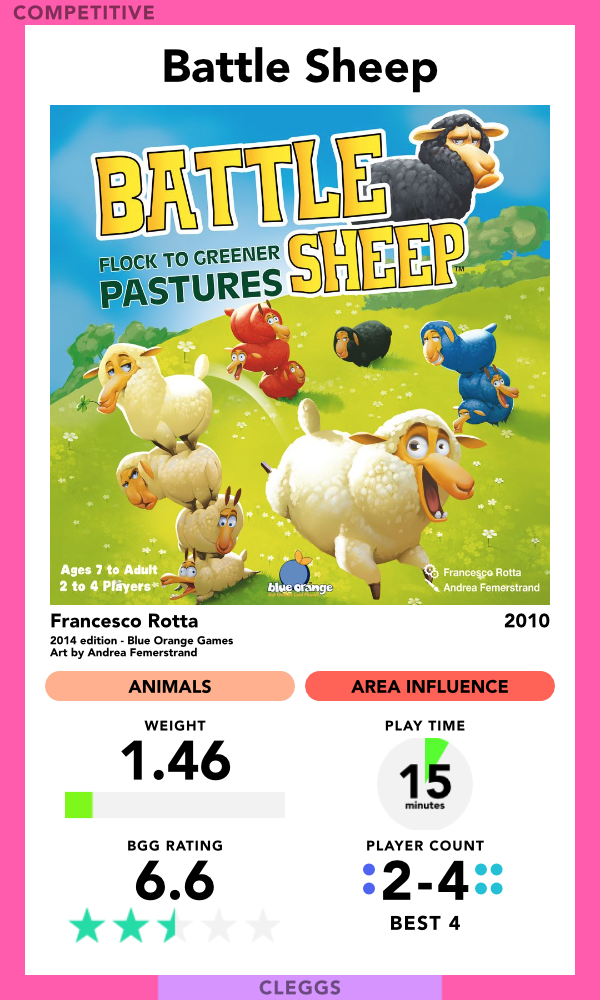 COMPETITIVE
Battle Sheep
BATTLE
SHEEP™
FLOCK TO GREENER
PASTURES
Ages 7 to Adult
2 to 4 Players
blue orange
Francesco Rotta
Andrea Femerstrand
Francesco Rotta
2010
2014 edition - Blue Orange Games
Art by Andrea Femerstrand
ANIMALS
AREA INFLUENCE
WEIGHT
1.46
PLAY TIME
15
minutes
BGG RATING
6.6
PLAYER COUNT
2-4
BEST 4
CLEGGS